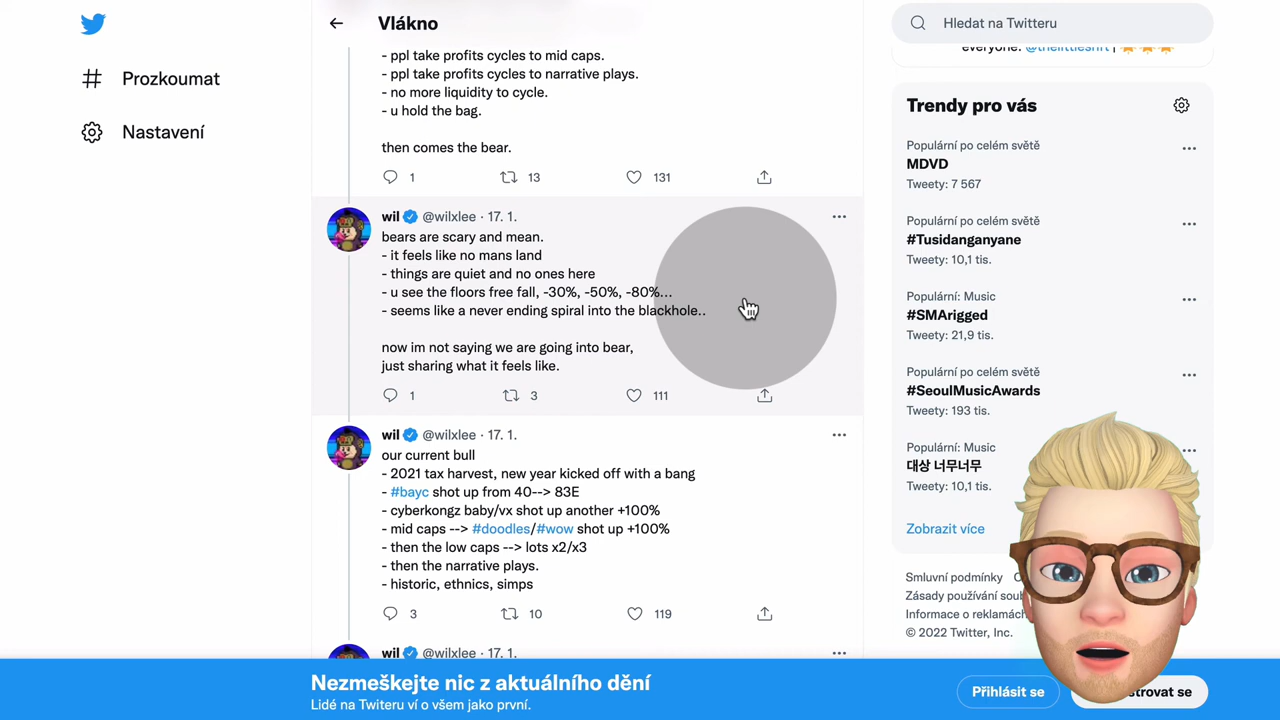 Prozkoumat
Nastavení
Vlákno
- ppl take profits cycles to mid caps.
- ppl take profits cycles to narrative plays.
- no more liquidity to cycle.
- u hold the bag.
then comes the bear.
1 13 131
wil @wilxlee · 17. 1.
bears are scary and mean.
- it feels like no mans land
- things are quiet and no ones here
- u see the floors free fall, -30%, -50%, -80%...
- seems like a never ending spiral into the blackhole..
now im not saying we are going into bear,
just sharing what it feels like.
1 3 111
wil @wilxlee · 17. 1.
our current bull
- 2021 tax harvest, new year kicked off with a bang
- #bayc shot up from 40--> 83E
- cyberkongz baby/vx shot up another +100%
- mid caps --> #doodles/#wow shot up +100%
- then the low caps --> lots x2/x3
- then the narrative plays.
- historic, ethnics, simps
3 10 119
wil @wilxlee · 17. 1.
Hledat na Twitteru
everyone: @thelittleshirt |
Trendy pro vás
Populární po celém světě
MDVD
Tweety: 7 567
Populární po celém světě
#Tusidanganyane
Tweety: 10,1 tis.
Populární: Music
#SMArigged
Tweety: 21,9 tis.
Populární po celém světě
#SeoulMusicAwards
Tweety: 193 tis.
Populární: Music
대상 너무너무
Tweety: 10,1 tis.
Zobrazit více
Smluvní podmínky
Zásady používání
Informace o reklamách
© 2022 Twitter, Inc.
Nezmeškejte nic z aktuálního dění
Lidé na Twiteru ví o všem jako první.
Přihlásit se
se